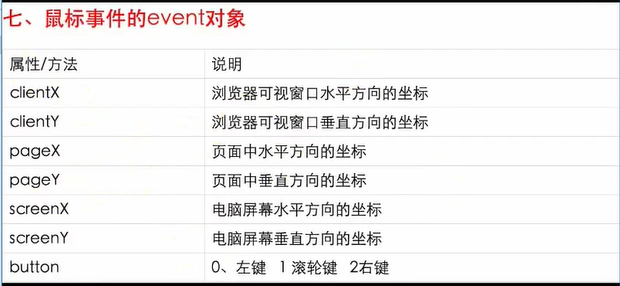 七、鼠标事件的event对象
属性/方法 说明
clientX 浏览器可视窗口水平方向的坐标
clientY 浏览器可视窗口垂直方向的坐标
pageX 页面中水平方向的坐标
pageY 页面中垂直方向的坐标
screenX 电脑屏幕水平方向的坐标
screenY 电脑屏幕垂直方向的坐标
button 0、左键 1 滚轮键 2右键